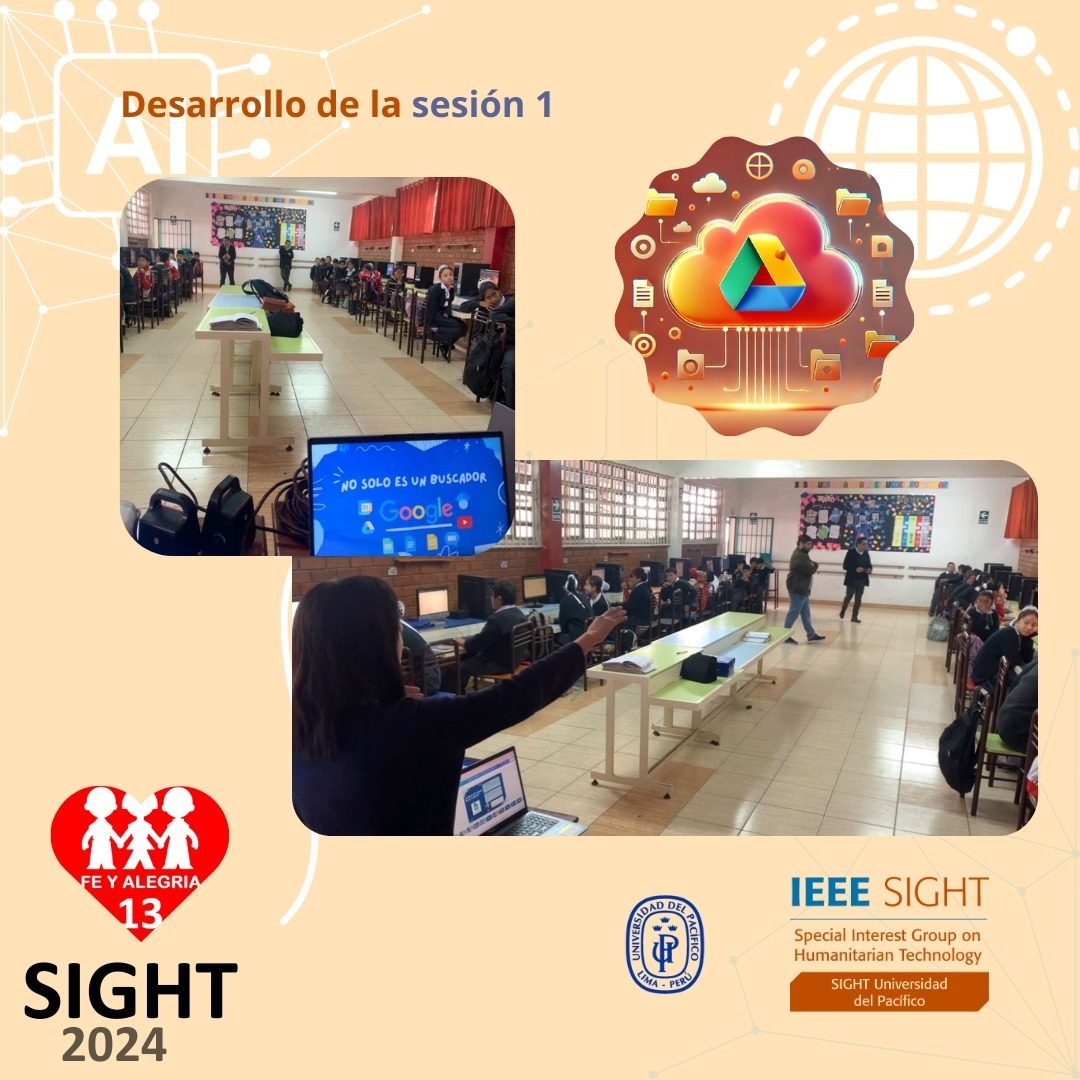 Desarrollo de la sesión 1
AI
NO SOLO ES UN BUSCADOR
Google
FE Y ALEGRIA
13
SIGHT
2024
UNIVERSIDAD DEL PACÍFICO
LIMA - PERÚ
IEEE SIGHT
Special Interest Group on
Humanitarian Technology
SIGHT Universidad
del Pacífico